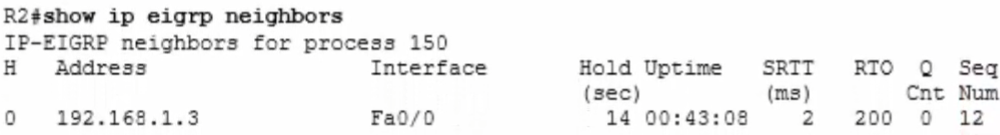 R2#show ip eigrp neighbors
IP-EIGRP neighbors for process 150
H Address Interface Hold Uptime SRTT RTO Q Seq
(sec) (ms) Cnt Num
0 192.168.1.3 Fa0/0 14 00:43:08 2 200 0 12